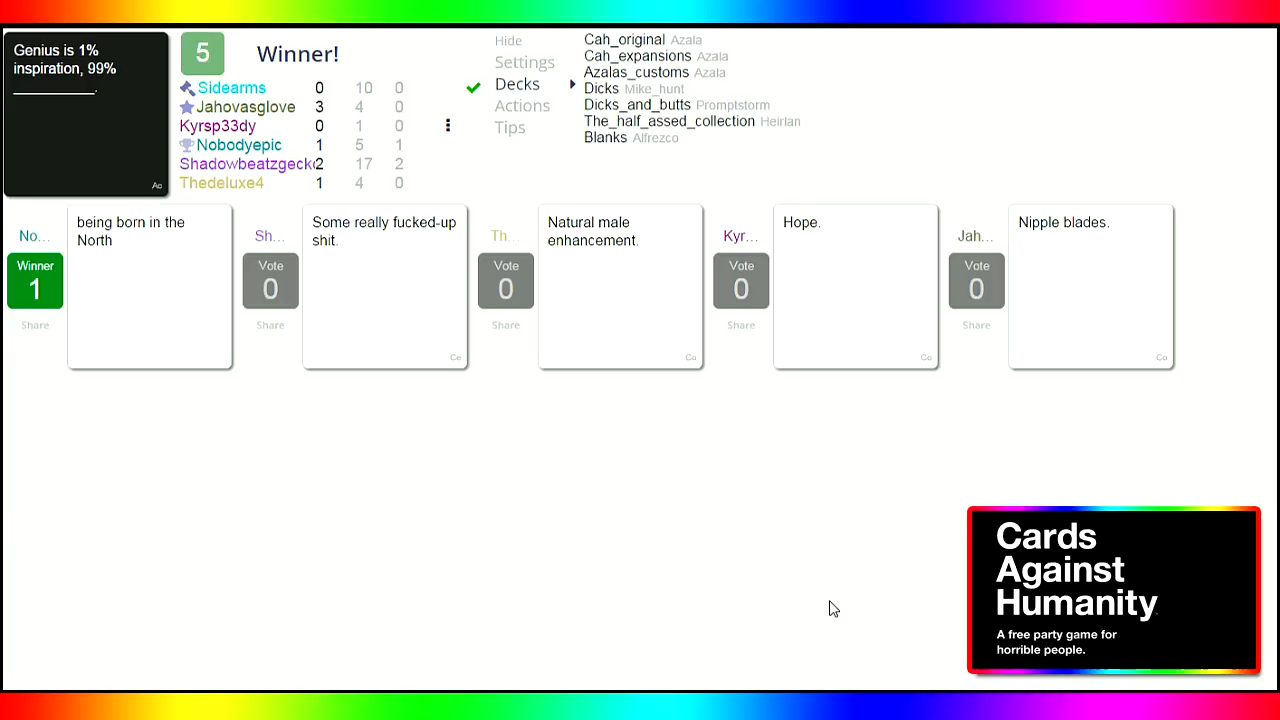 Genius is 1%
inspiration, 99%
___________.
Ac
5
Winner!
Sidearms 0 10 0
Jahovasglove 3 4 0
Kyrsp33dy 0 1 0
Nobodyepic 1 5 1
Shadowbeatzgeck 2 17 2
Thedeluxe4 1 4 0
Hide
Settings
Decks
Actions
Tips
Cah_original Azala
Cah_expansions Azala
Azalas_customs Azala
Dicks Mike_hunt
Dicks_and_butts Promptstorm
The_half_assed_collection Heirlan
Blanks Alfrezco
No...
Winner
1
Share
being born in the
North
Sh...
Vote
0
Share
Some really fucked-up
shit.
Ce
Th...
Vote
0
Share
Natural male
enhancement.
Co
Kyr...
Vote
0
Share
Hope.
Co
Jah...
Vote
0
Share
Nipple blades.
Co
Cards
Against
Humanity
A free party game for
horrible people.